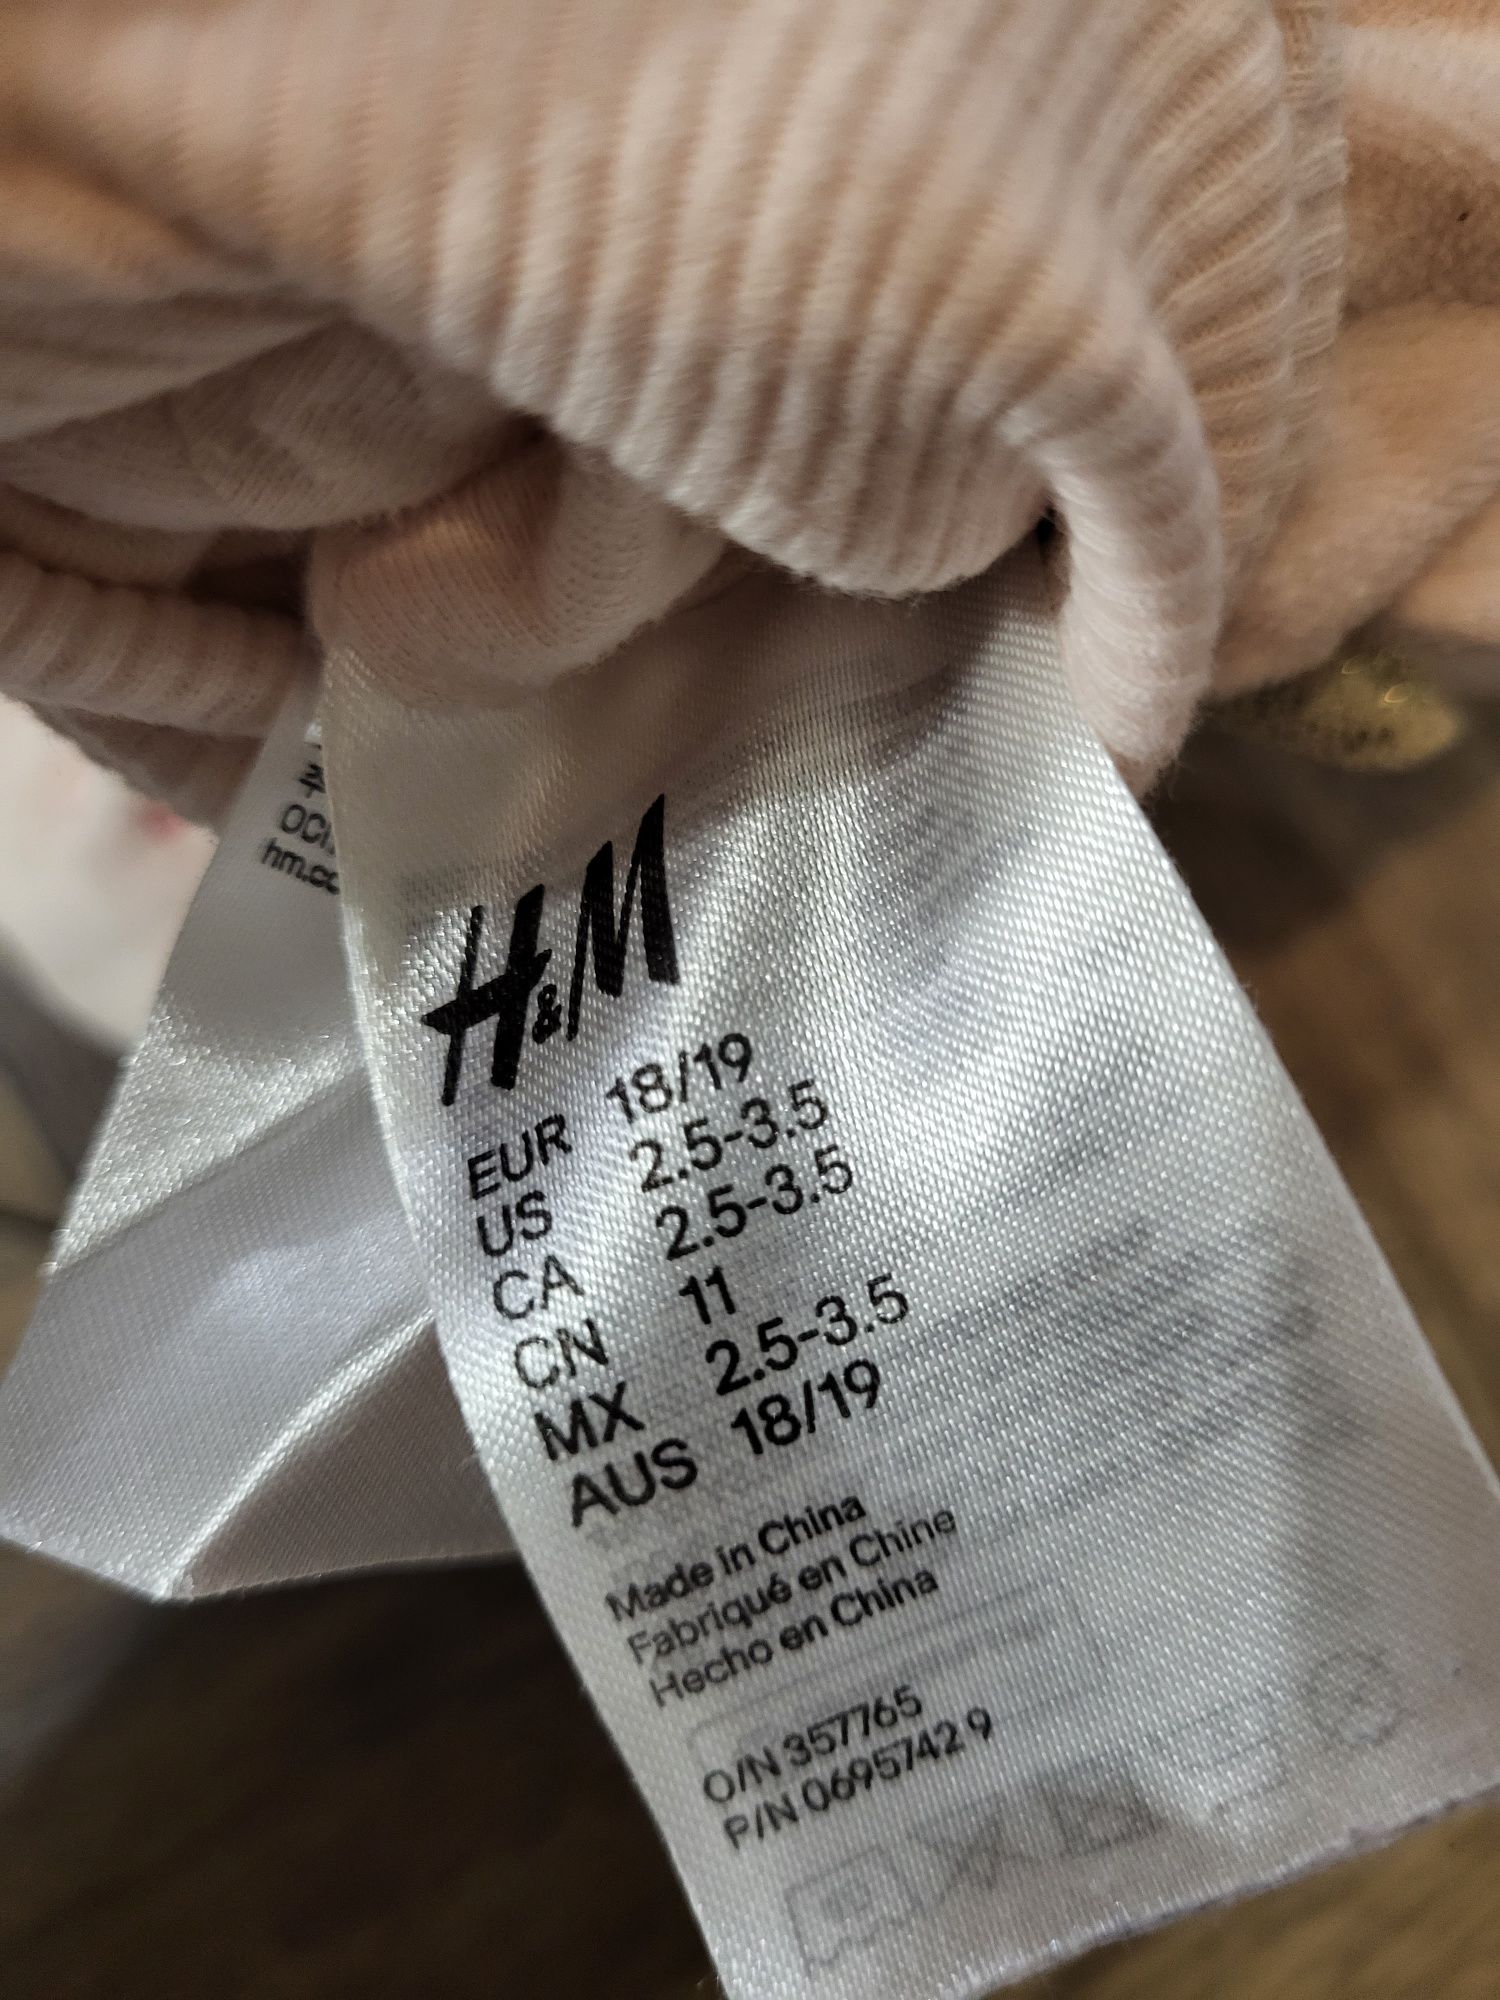 H&M
EUR 18/19
US 2.5-3.5
CA 2.5-3.5
CN 11
MX 2.5-3.5
AUS 18/19
Made in China
Fabriqué en Chine
Hecho en China
O/N 357765
P/N 0695742 9